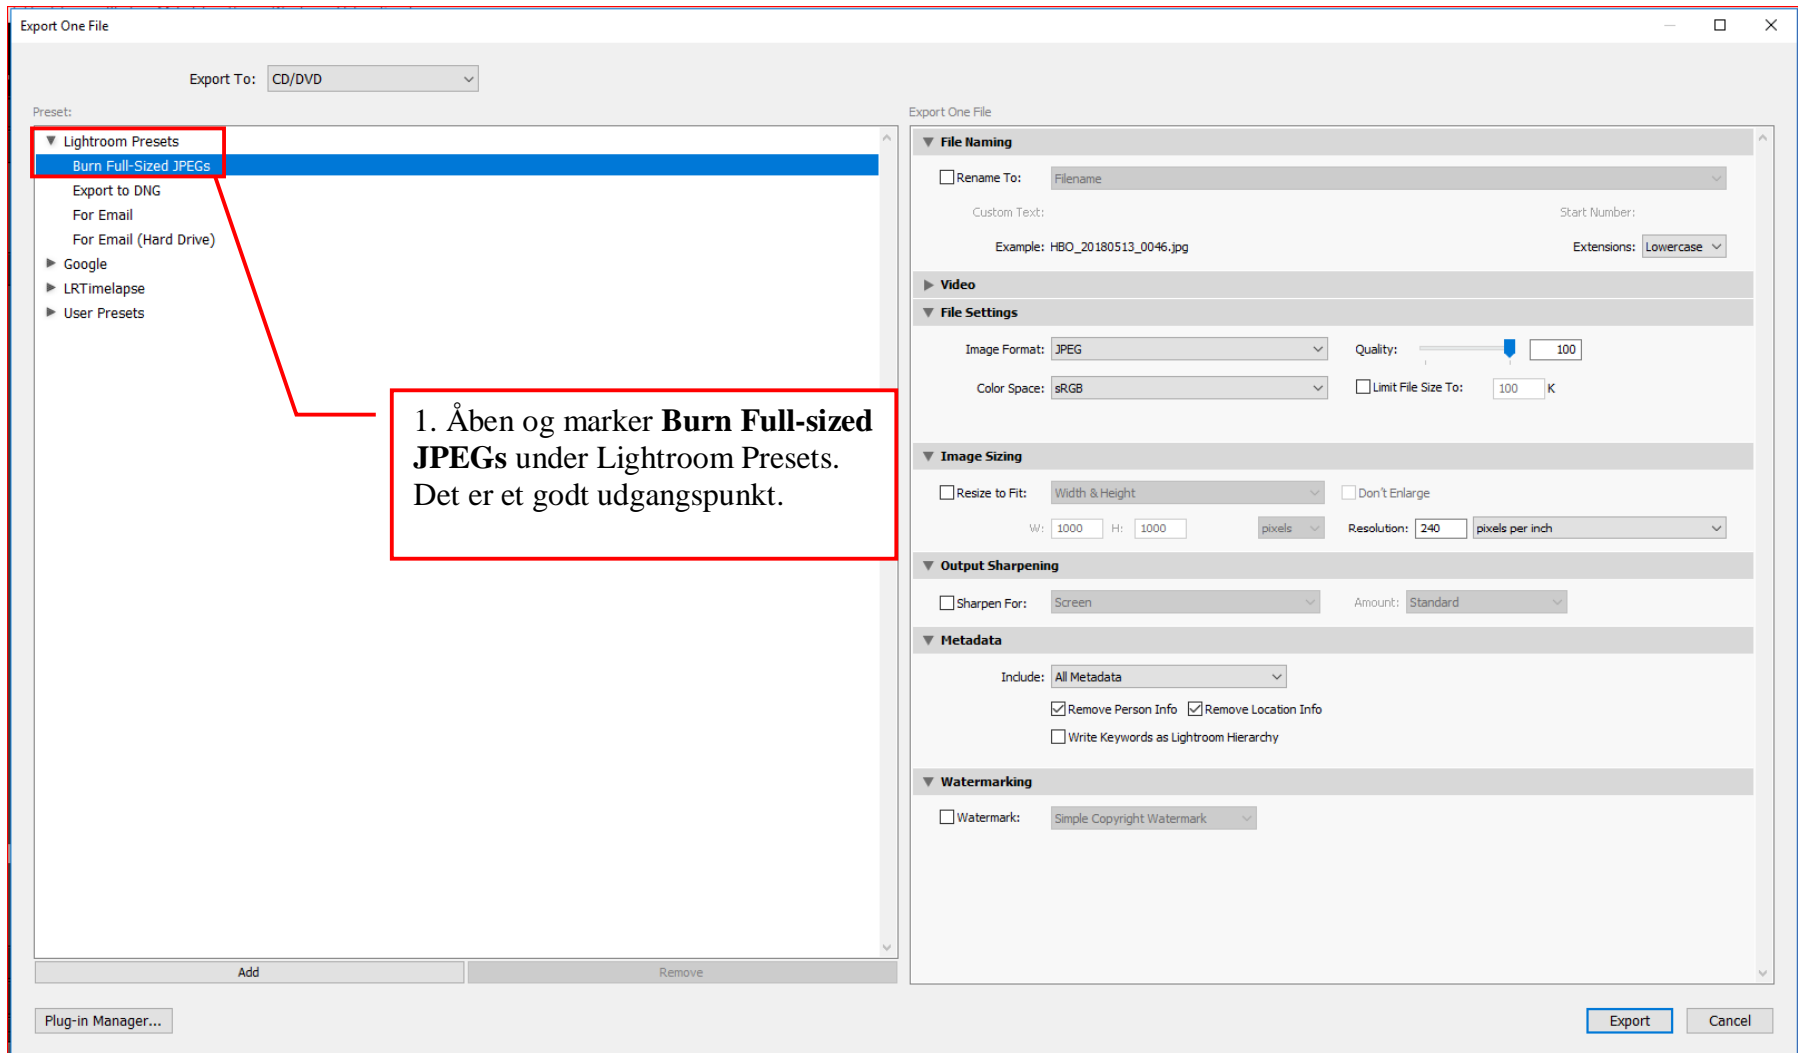 Export One File
Export To: CD/DVD
Preset:
Lightroom Presets
Burn Full-Sized JPEGs
Export to DNG
For Email
For Email (Hard Drive)
Google
LRTimelapse
User Presets
1. Åben og marker Burn Full-sized
JPEGs under Lightroom Presets.
Det er et godt udgangspunkt.
Add Remove
Plug-in Manager...
Export One File
File Naming
Rename To: Filename
Custom Text: Start Number:
Example: HBO_20180513_0046.jpg Extensions: Lowercase
Video
File Settings
Image Format: JPEG Quality: 100
Color Space: sRGB Limit File Size To: 100 K
Image Sizing
Resize to Fit: Width & Height Don't Enlarge
W: 1000 H: 1000 pixels Resolution: 240 pixels per inch
Output Sharpening
Sharpen For: Screen Amount: Standard
Metadata
Include: All Metadata
Remove Person Info Remove Location Info
Write Keywords as Lightroom Hierarchy
Watermarking
Watermark: Simple Copyright Watermark
Export Cancel